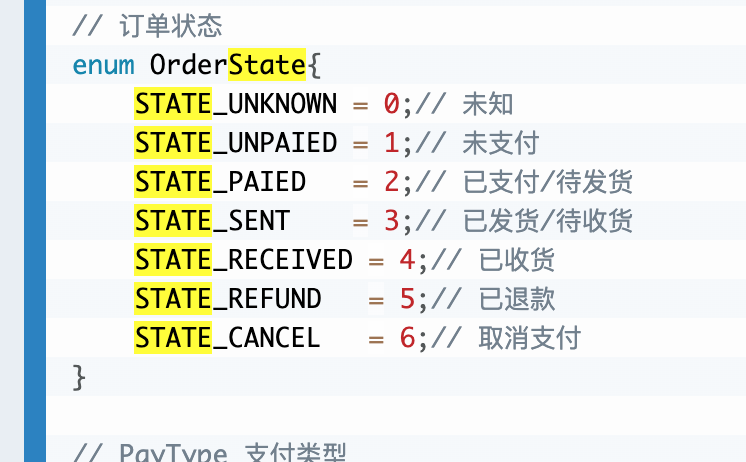 // 订单状态
enum OrderState{
STATE_UNKNOWN = 0;// 未知
STATE_UNPAIED = 1;// 未支付
STATE_PAIED = 2;// 已支付/待发货
STATE_SENT = 3;// 已发货/待收货
STATE_RECEIVED = 4;// 已收货
STATE_REFUND = 5;// 已退款
STATE_CANCEL = 6;// 取消支付
}
// PayType 支付类型